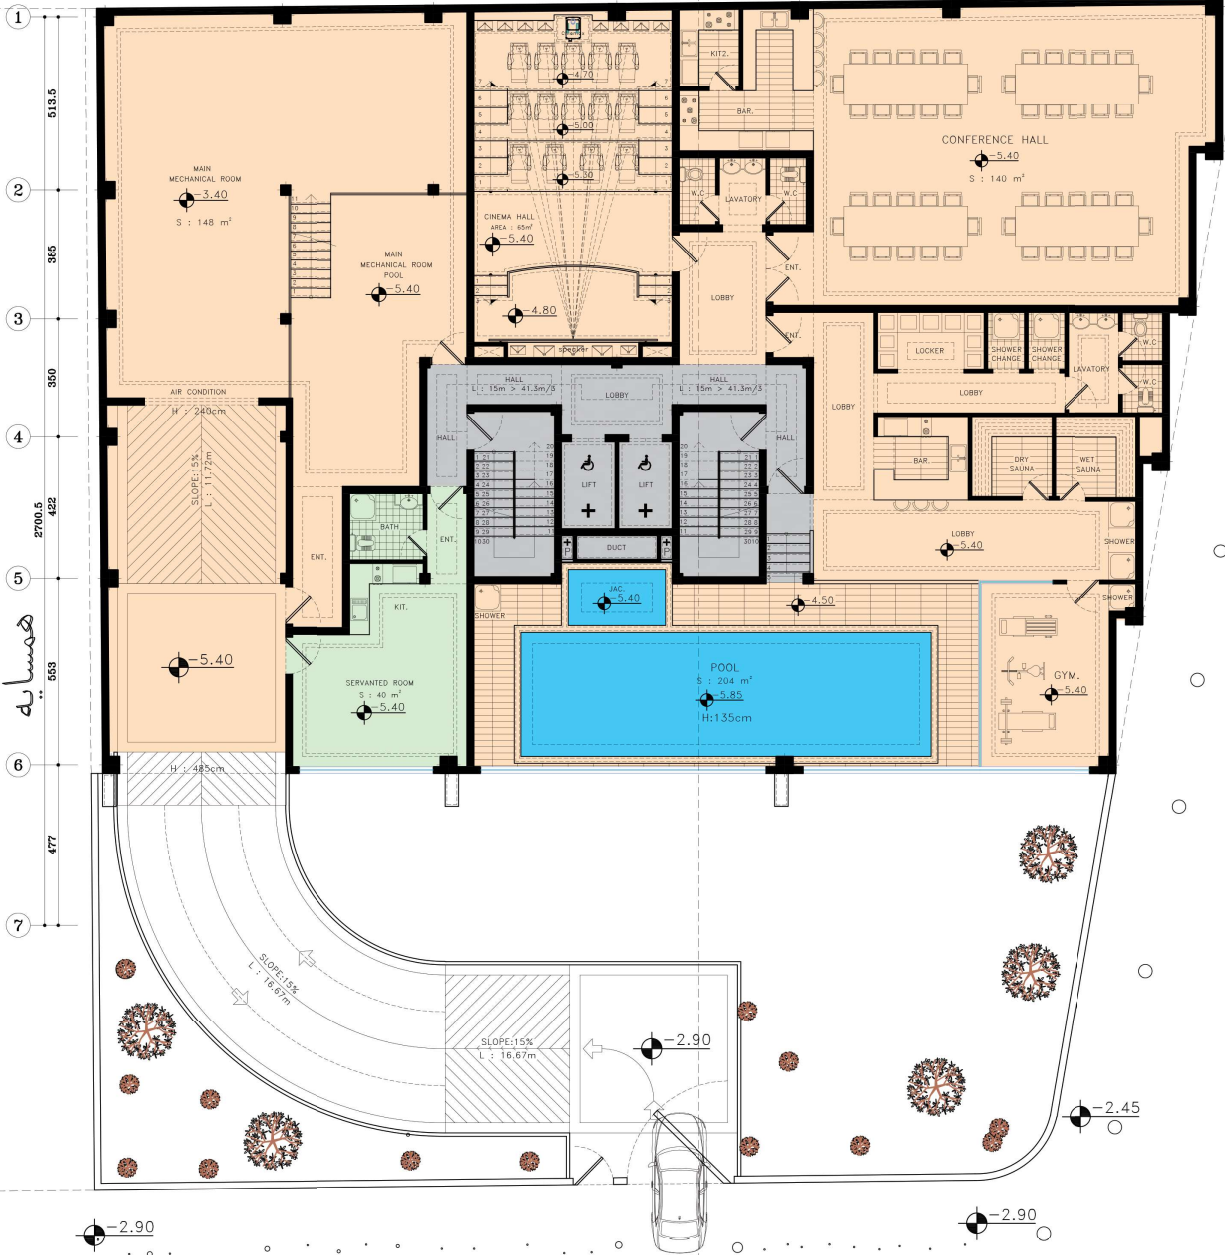 1
2
3
4
5
6
7
513.5
365
350
422
2700.5
553
477
همسایه
MAIN
MECHANICAL ROOM
-3.40
S : 148 m²
MAIN
MECHANICAL ROOM
POOL
-5.40
AIR CONDITION
H : 240cm
SLOPE:15%
L : 11.72m
ENT.
-5.40
H : 485cm
-4.70
-5.00
-5.30
CINEMA HALL
AREA : 65m²
-5.40
-4.80
speaker
KITZ.
BAR.
W.C
LAVATORY
W.C
LOBBY
ENT.
ENT.
CONFERENCE HALL
-5.40
S : 140 m²
HALL
L : 15m > 41.3m/3
LOBBY
HALL
L : 15m > 41.3m/3
HALL
HALL
LIFT
LIFT
DUCT
P
P
LOBBY
LOCKER
SHOWER
CHANGE
SHOWER
CHANGE
LAVATORY
W.C
W.C
LOBBY
BAR.
DRY
SAUNA
WET
SAUNA
LOBBY
-5.40
SHOWER
SHOWER
BATH
ENT.
KIT.
SERVANTED ROOM
S : 40 m²
-5.40
SHOWER
JAC.
-5.40
-4.50
POOL
S : 204 m²
-5.85
H:135cm
GYM.
-5.40
SLOPE:15%
L : 16.67m
SLOPE:15%
L : 16.67m
-2.90
-2.45
-2.90
-2.90